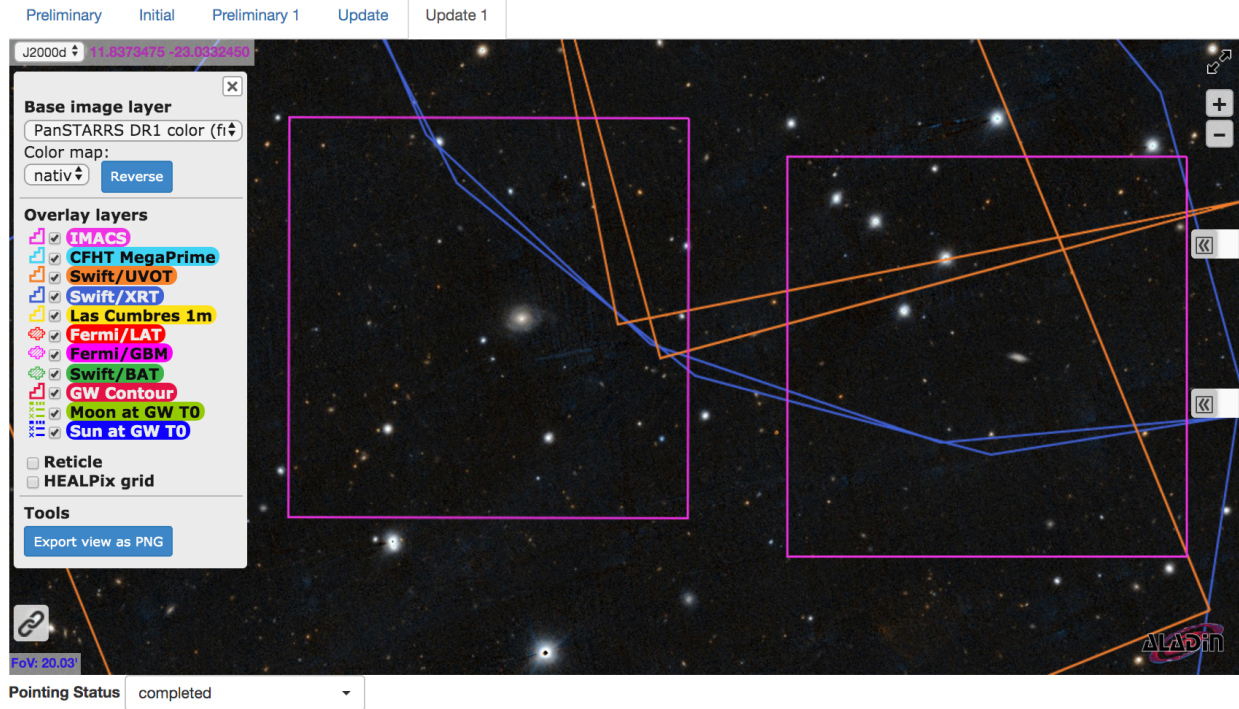 Preliminary Initial Preliminary 1 Update Update 1
J2000d 11.8373475 -23.0332450
Base image layer
PanSTARRS DR1 color (fr
Color map:
nativ Reverse
Overlay layers
IMACS
CFHT MegaPrime
Swift/UVOT
Swift/XRT
Las Cumbres 1m
Fermi/LAT
Fermi/GBM
Swift/BAT
GW Contour
Moon at GW T0
Sun at GW T0
Reticle
HEALPix grid
Tools
Export view as PNG
ALADiN
FoV: 20.03'
Pointing Status completed